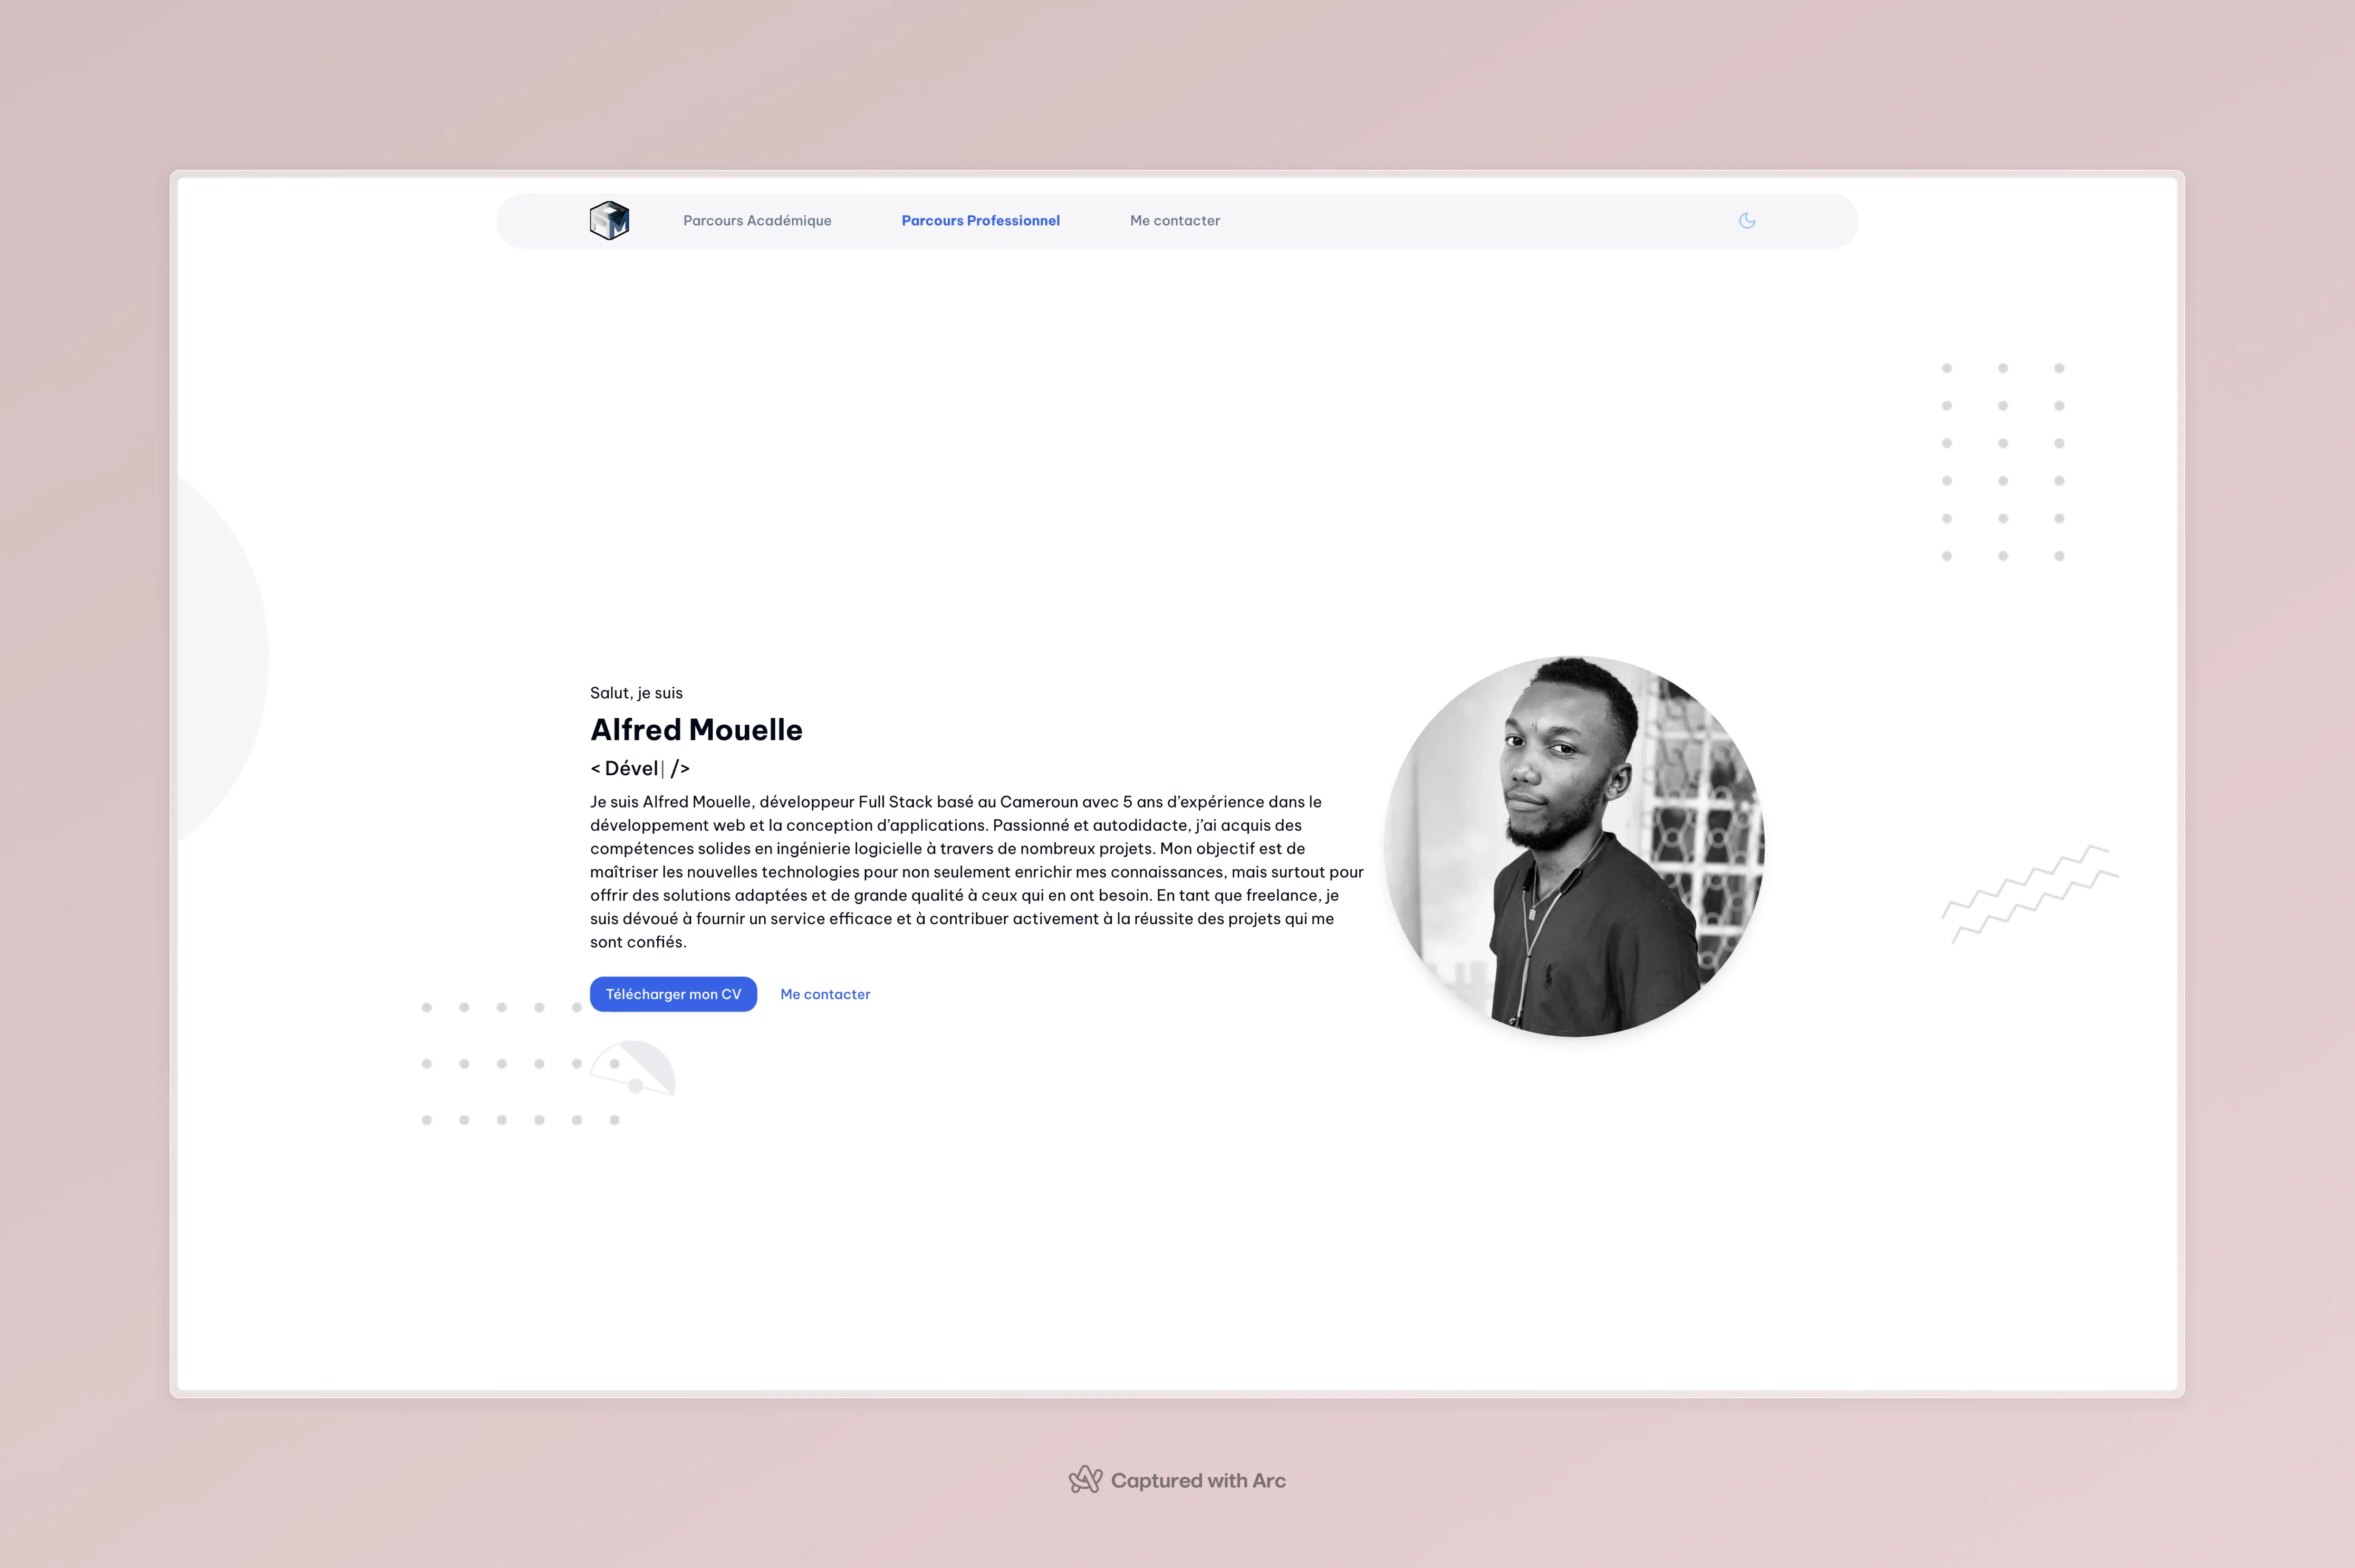 Parcours Académique
Parcours Professionnel
Me contacter
Salut, je suis
Alfred Mouelle
< Dével| />
Je suis Alfred Mouelle, développeur Full Stack basé au Cameroun avec 5 ans d’expérience dans le
développement web et la conception d’applications. Passionné et autodidacte, j’ai acquis des
compétences solides en ingénierie logicielle à travers de nombreux projets. Mon objectif est de
maîtriser les nouvelles technologies pour non seulement enrichir mes connaissances, mais surtout pour
offrir des solutions adaptées et de grande qualité à ceux qui en ont besoin. En tant que freelance, je
suis dévoué à fournir un service efficace et à contribuer activement à la réussite des projets qui me
sont confiés.
Télécharger mon CV
Me contacter
Captured with Arc